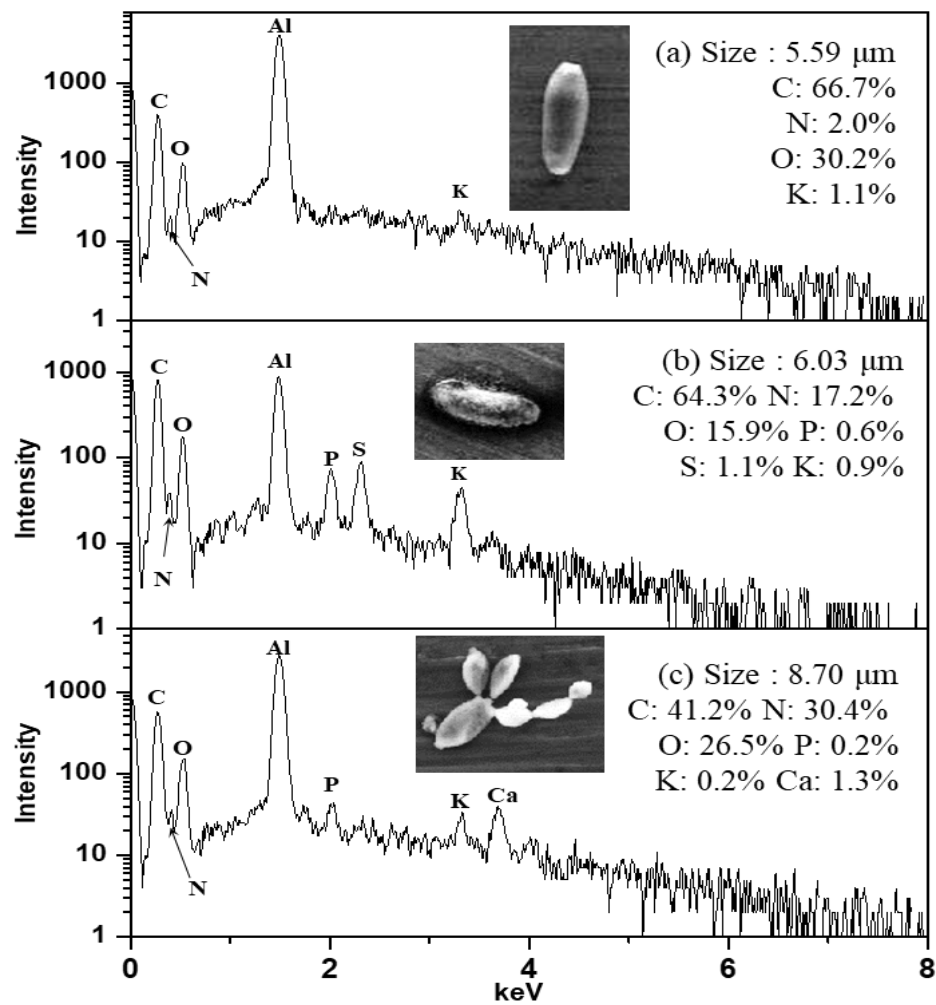 Al
C
O
K
N
(a) Size : 5.59 μm
C: 66.7%
N: 2.0%
O: 30.2%
K: 1.1%
Intensity
1000
100
10
1
Al
C
O
P
S
K
N
(b) Size : 6.03 μm
C: 64.3% N: 17.2%
O: 15.9% P: 0.6%
S: 1.1% K: 0.9%
Intensity
1000
100
10
1
Al
C
O
P
K
Ca
N
(c) Size : 8.70 μm
C: 41.2% N: 30.4%
O: 26.5% P: 0.2%
K: 0.2% Ca: 1.3%
Intensity
1000
100
10
1
0 2 4 6 8
keV